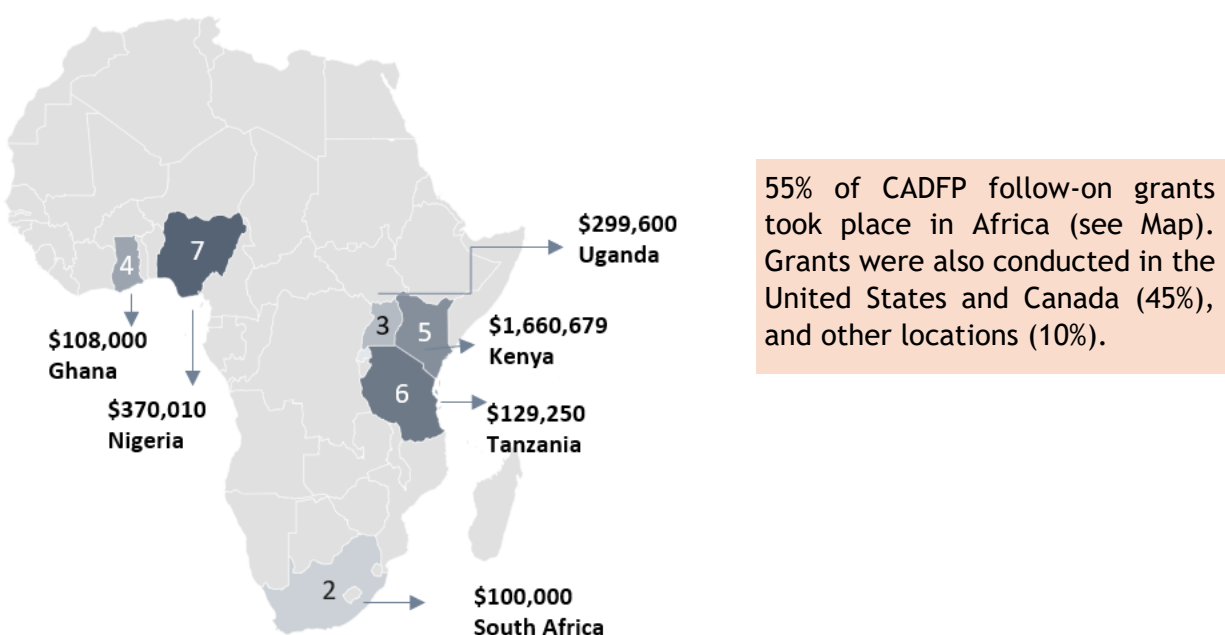 $299,600
Uganda
4
7
3
5
6
2
$1,660,679
Kenya
$108,000
Ghana
$370,010
Nigeria
$129,250
Tanzania
$100,000
South Africa
55% of CADFP follow-on grants
took place in Africa (see Map).
Grants were also conducted in the
United States and Canada (45%),
and other locations (10%).